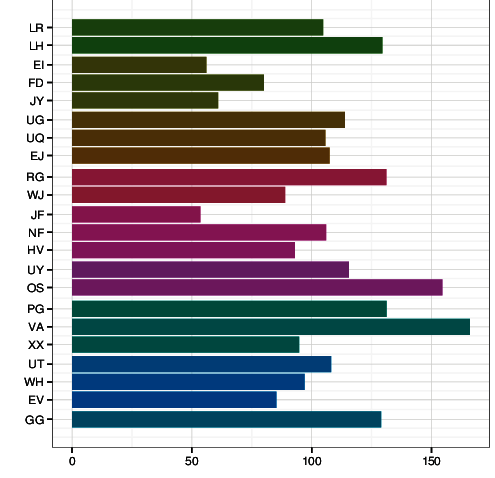 LR
LH
EI
FD
JY
UG
UQ
EJ
RG
WJ
JF
NF
HV
UY
OS
PG
VA
XX
UT
WH
EV
GG
0 50 100 150